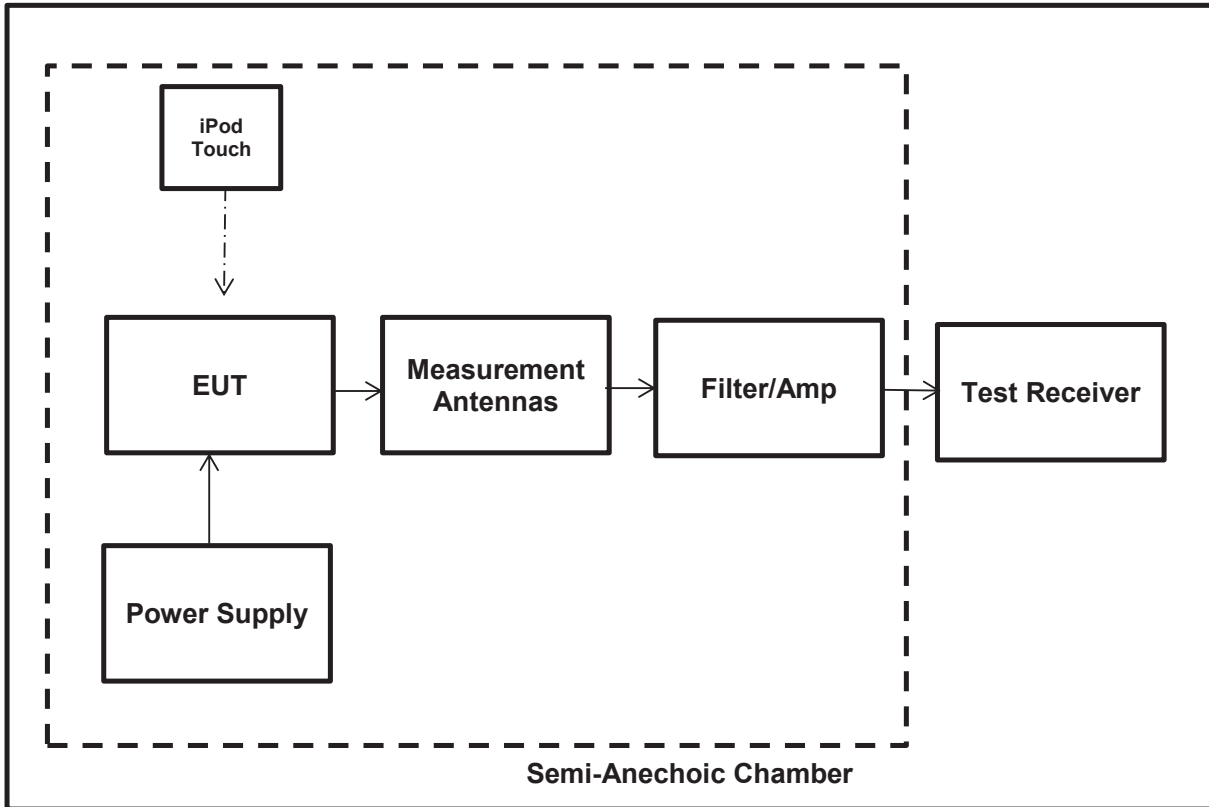 iPod
Touch
EUT
Measurement
Antennas
Filter/Amp
Test Receiver
Power Supply
Semi-Anechoic Chamber